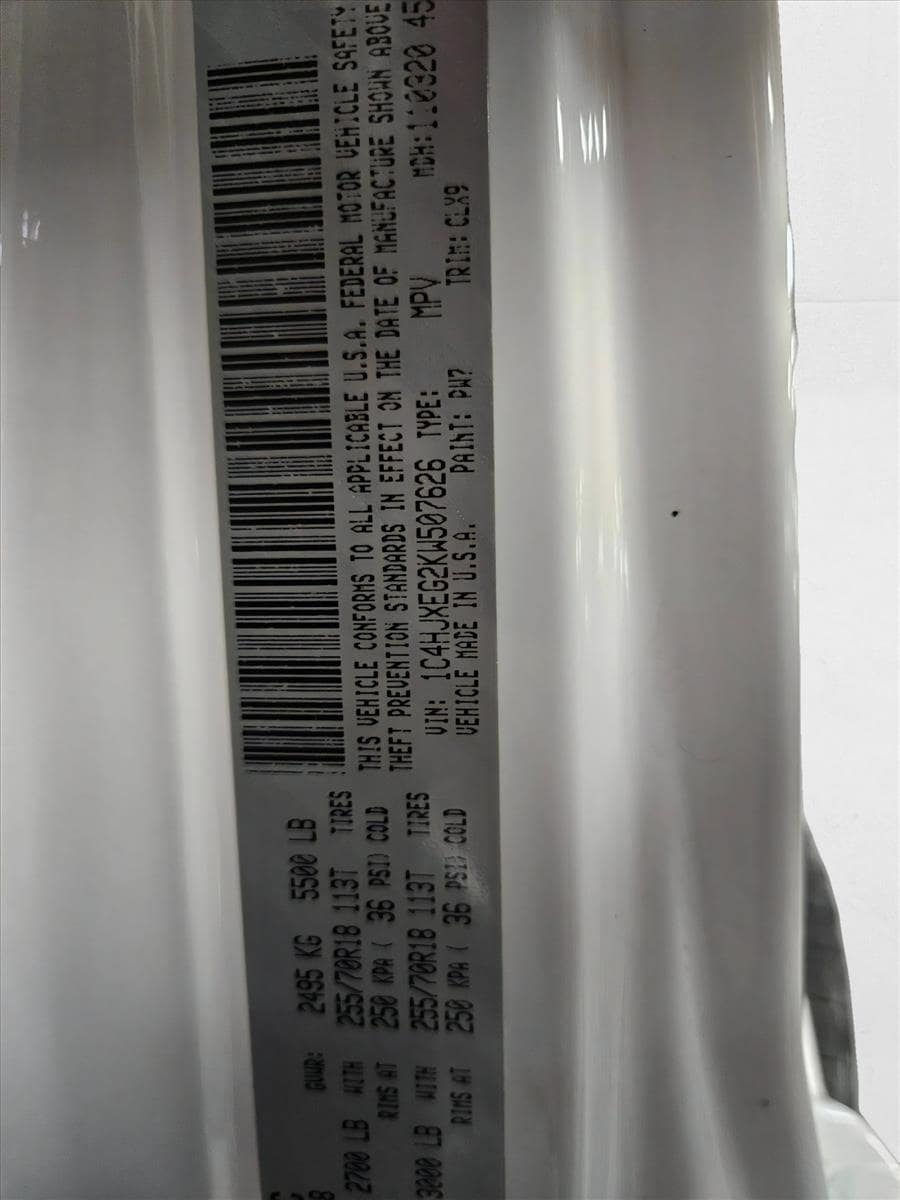 GVWR: 2495 KG 5500 LB
2700 LB WITH 255/70R18 113T TIRES
RIMS AT 250 KPA ( 36 PSI) COLD
3000 LB WITH 255/70R18 113T TIRES
RIMS AT 250 KPA ( 36 PSI) COLD
THIS VEHICLE CONFORMS TO ALL APPLICABLE U.S.A. FEDERAL MOTOR VEHICLE SAFETY
THEFT PREVENTION STANDARDS IN EFFECT ON THE DATE OF MANUFACTURE SHOWN ABOVE
VIN: 1C4HJXEG2KW507626 TYPE: MPV MDH:110320 45
VEHICLE MADE IN U.S.A. PAINT: PW7 TRIM: CLX9